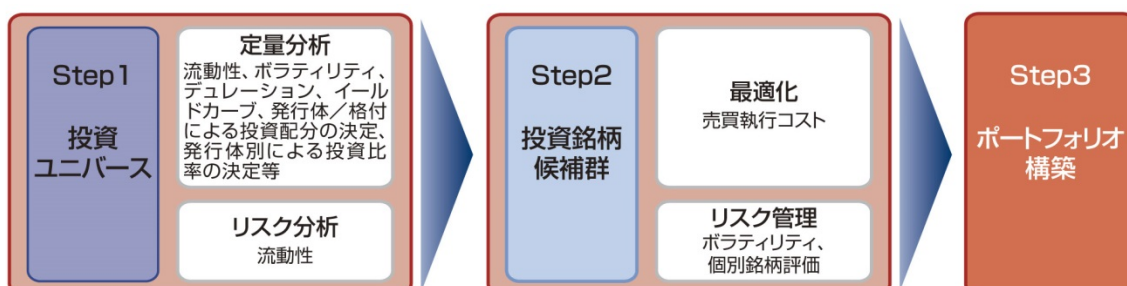 Step1
投資
ユニバース
定量分析
流動性、ボラティリティ、
デュレーション、イール
ドカーブ、発行体／格付
による投資配分の決定、
発行体別による投資比
率の決定等
リスク分析
流動性
Step2
投資銘柄
候補群
最適化
売買執行コスト
リスク管理
ボラティリティ、
個別銘柄評価
Step3
ポートフォリオ
構築